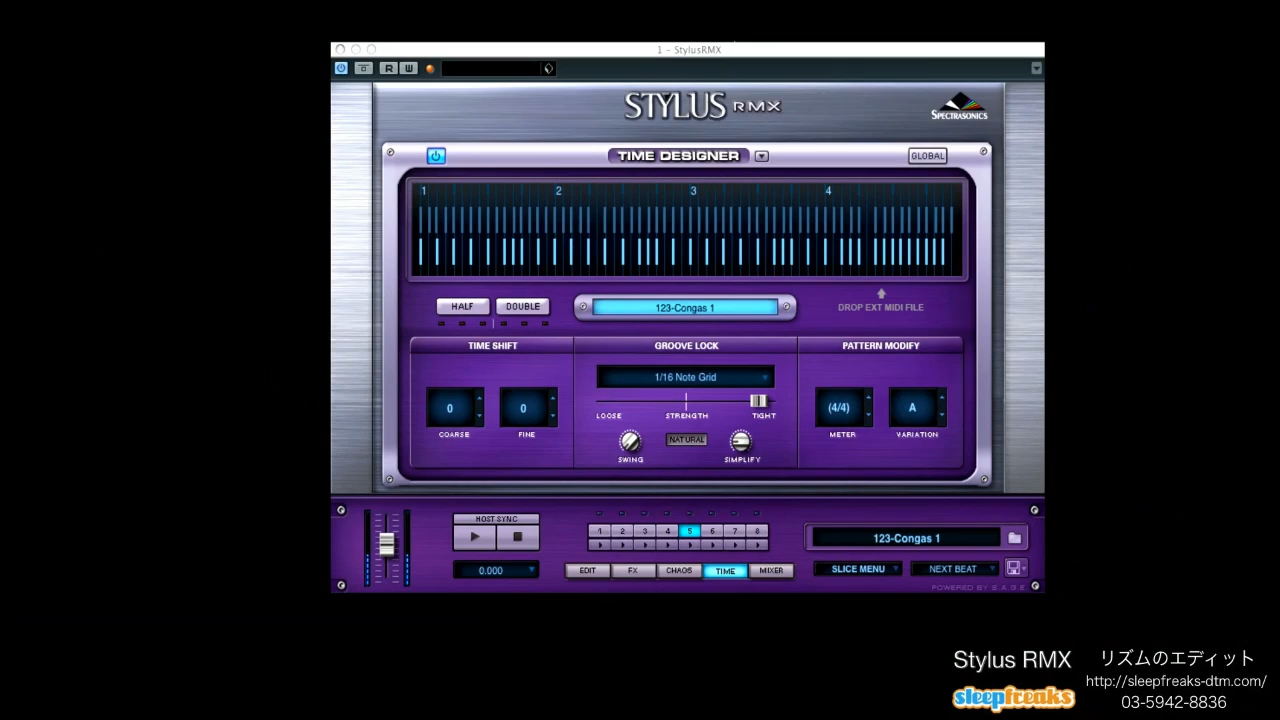 1 - StylusRMX
R W
STYLUS RMX
SPECTRASONICS
TIME DESIGNER
GLOBAL
1 2 3 4
HALF DOUBLE
123-Congas 1
DROP EXT MIDI FILE
TIME SHIFT GROOVE LOCK PATTERN MODIFY
1/16 Note Grid
0 0
(4/4) A
LOOSE STRENGTH TIGHT
COARSE FINE
METER VARIATION
NATURAL
SWING SIMPLIFY
HOST SYNC
1 2 3 4 5 6 7 8
123-Congas 1
0.000
EDIT FX CHAOS TIME MIXER
SLICE MENU NEXT BEAT
POWERED BY S.A.G.E.
Stylus RMX リズムのエディット
sleepfreaks http://sleepfreaks-dtm.com/
03-5942-8836